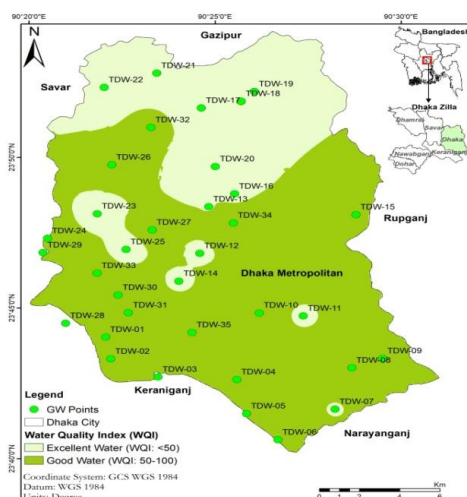 90°20'E
90°25'E
90°30'E
Bangladesh
Gazipur
N
TDW-21
Savar
TDW-22
TDW-19
TDW-18
TDW-17
Dhaka Zilla
TDW-32
Dhamrai
Savar
Dhaka
Keraniganj
Nawabganj
Dohar
23°50'N
TDW-26
TDW-20
TDW-16
TDW-13
TDW-23
TDW-15
TDW-34
Rupganj
TDW-27
TDW-24
TDW-29
TDW-25
TDW-12
TDW-33
TDW-14
Dhaka Metropolitan
TDW-30
23°45'N
TDW-31
TDW-10
TDW-11
TDW-28
TDW-01
TDW-35
TDW-02
TDW-09
TDW-08
TDW-03
TDW-04
Keraniganj
Legend
GW Points
Dhaka City
Water Quality Index (WQI)
Excellent Water (WQI: <50)
Good Water (WQI: 50-100)
TDW-07
TDW-05
TDW-06
Narayanganj
23°40'N
Coordinate System: GCS WGS 1984
Datum: WGS 1984
Units: Degree
0 1 2 4 6
Km